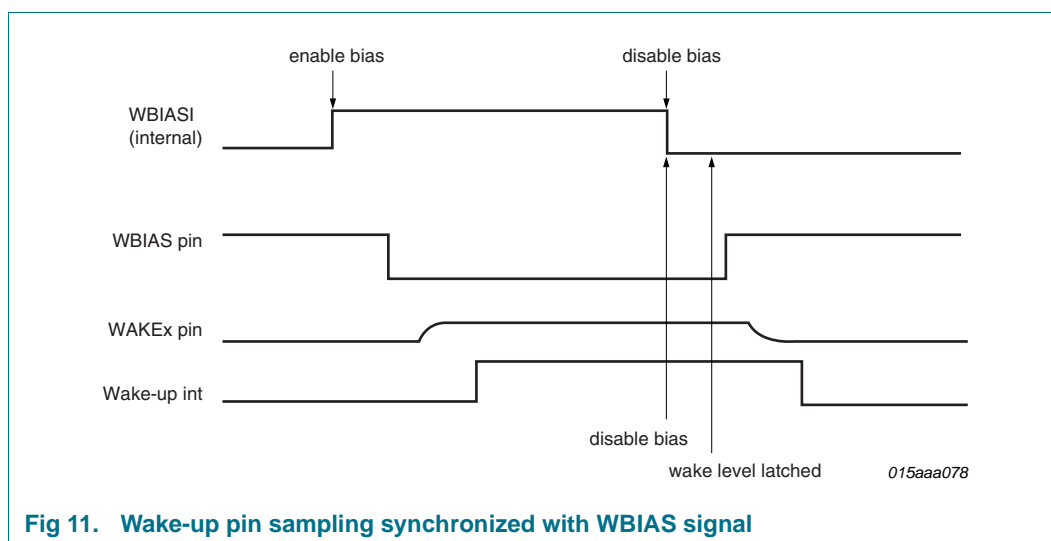 enable bias
disable bias
WBIASI
(internal)
WBIAS pin
WAKEx pin
Wake-up int
disable bias
wake level latched
015aaa078
Fig 11. Wake-up pin sampling synchronized with WBIAS signal